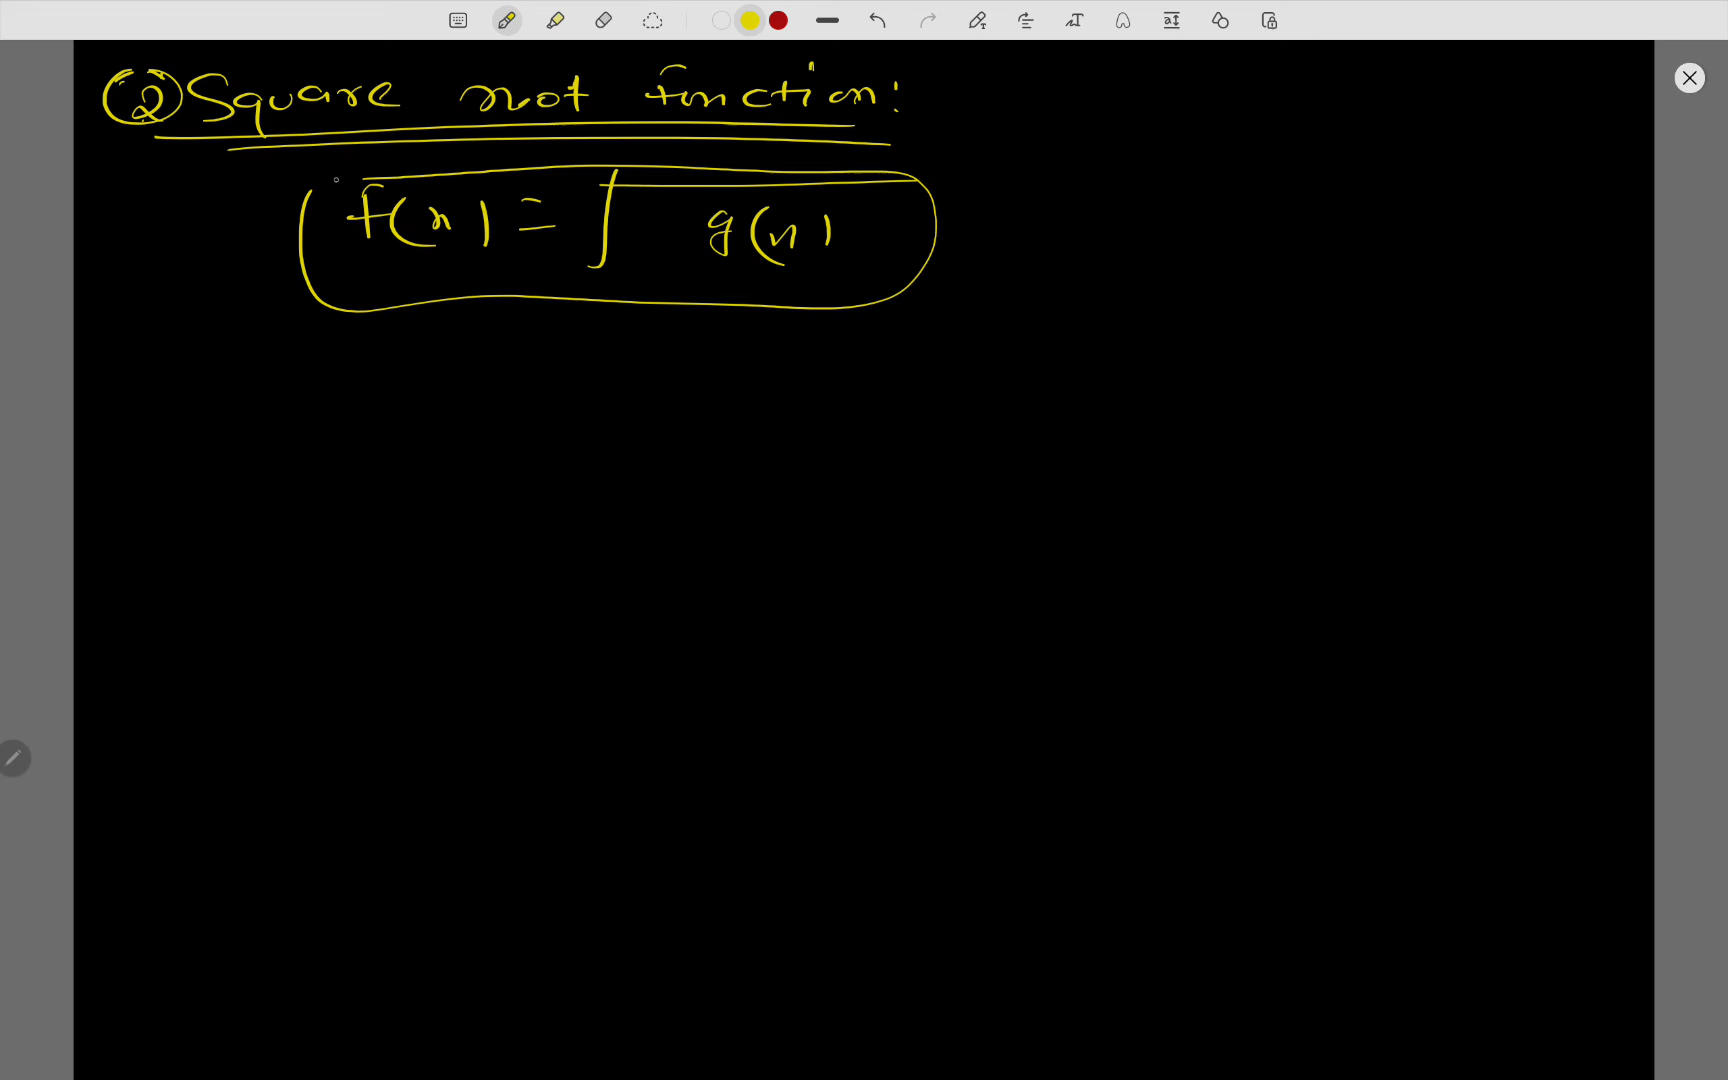 ② Square root function:
f(x) = √g(x)